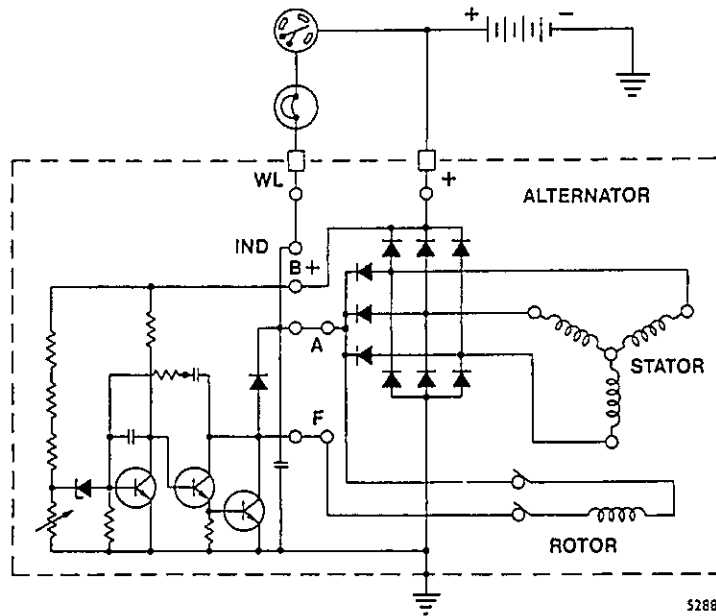 + −
WL
+
ALTERNATOR
IND
B+
A
STATOR
F
ROTOR
5288